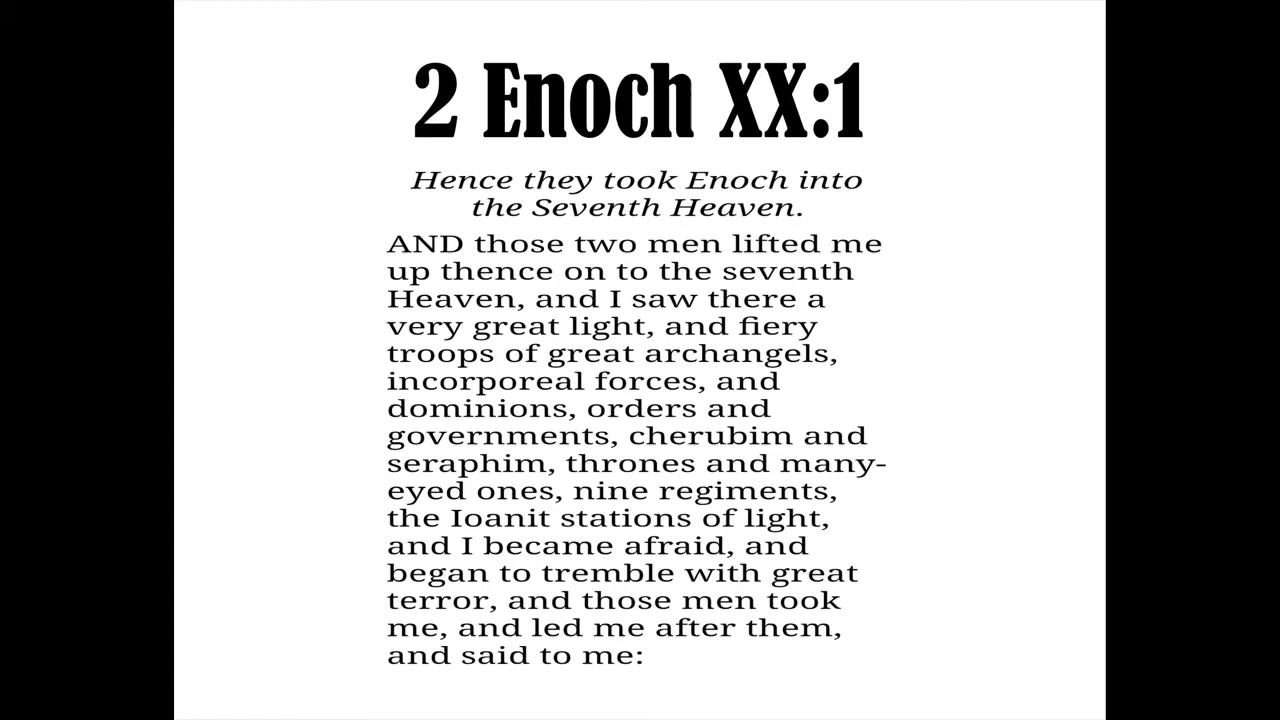 2 Enoch XX:1
Hence they took Enoch into
the Seventh Heaven.
AND those two men lifted me
up thence on to the seventh
Heaven, and I saw there a
very great light, and fiery
troops of great archangels,
incorporeal forces, and
dominions, orders and
governments, cherubim and
seraphim, thrones and many-
eyed ones, nine regiments,
the Ioanit stations of light,
and I became afraid, and
began to tremble with great
terror, and those men took
me, and led me after them,
and said to me: